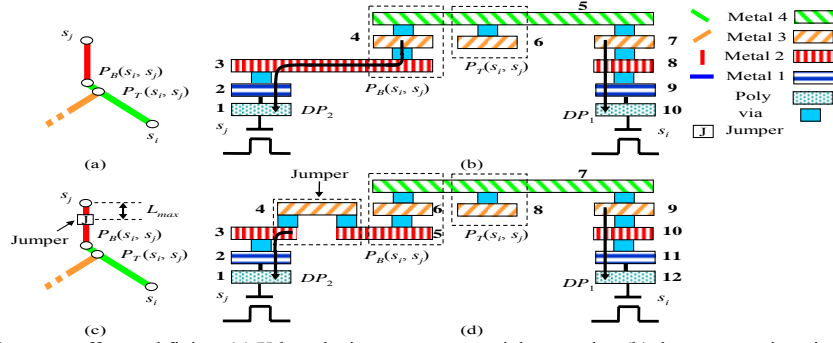 s_j
P_B(s_i, s_j)
P_T(s_i, s_j)
s_i
(a)
5
4
6
7
3
8
2
9
1
10
P_B(s_i, s_j)
P_T(s_i, s_j)
DP_2
DP_1
s_j
s_i
(b)
Metal 4
Metal 3
Metal 2
Metal 1
Poly
via
J Jumper
s_j
L_max
J
Jumper
P_B(s_i, s_j)
P_T(s_i, s_j)
s_i
(c)
Jumper
7
4
6
8
9
3
5
10
2
11
1
12
P_B(s_i, s_j)
P_T(s_i, s_j)
DP_2
DP_1
s_j
s_i
(d)